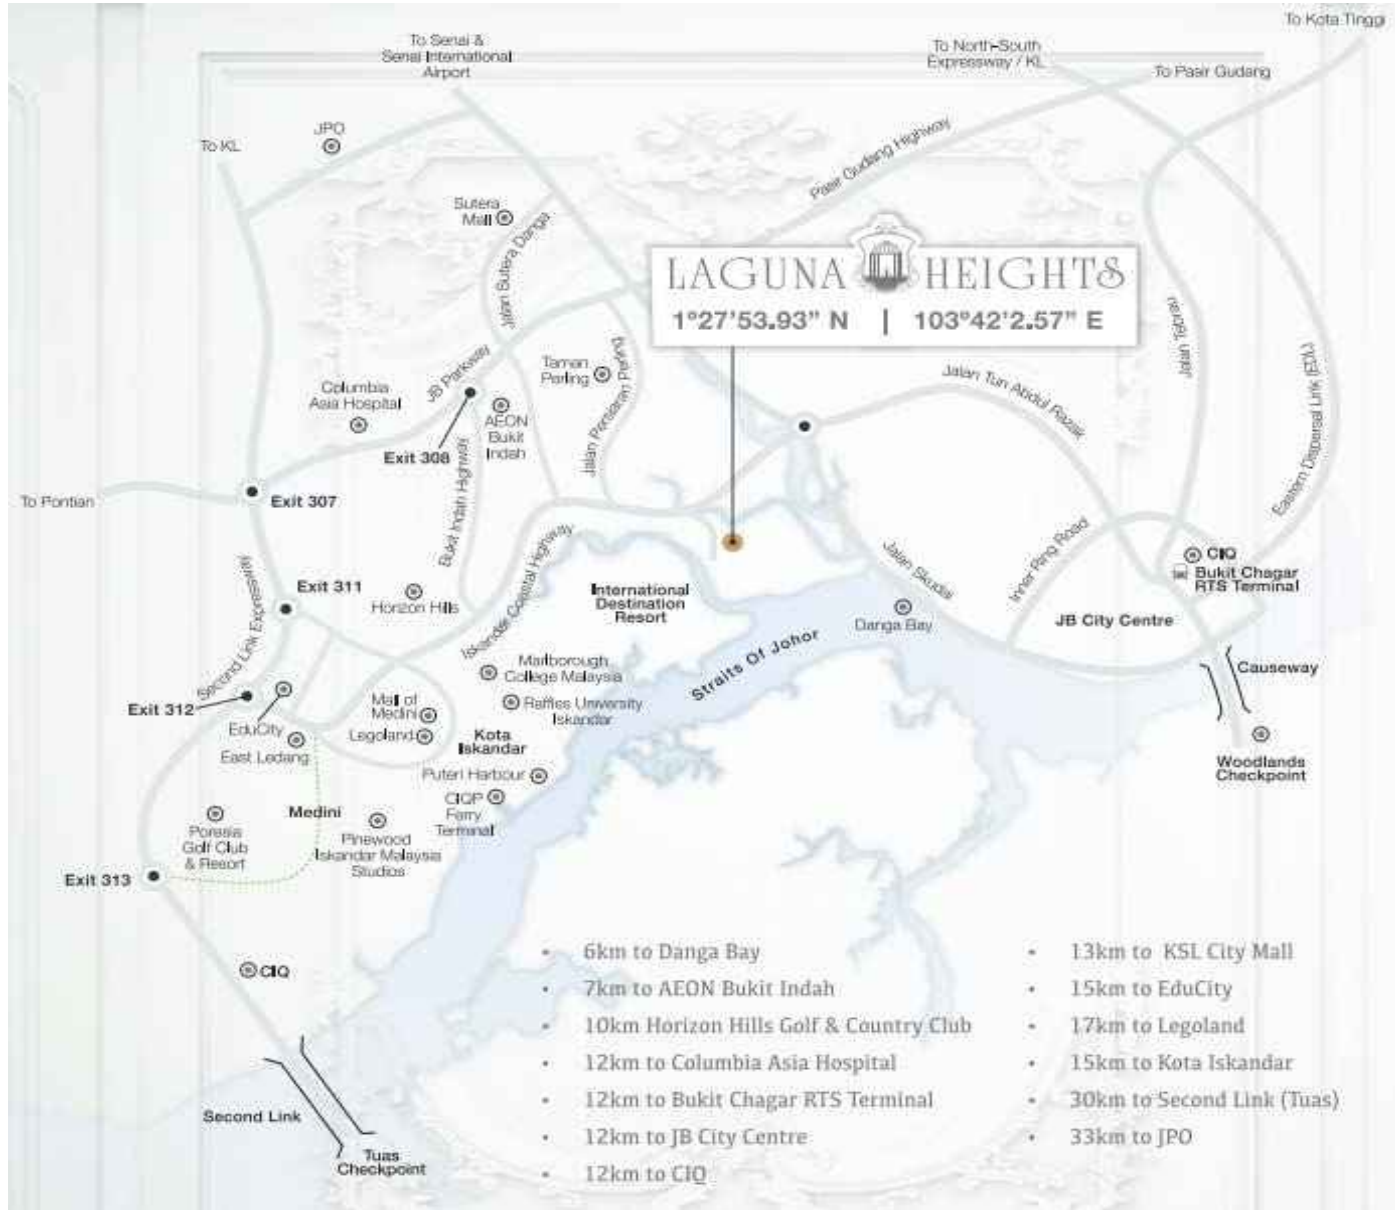 To Kota Tinggi
To Senai &
Senai International
Airport
To North-South
Expressway / KL
To Pasir Gudang
JPO
To KL
Pasir Gudang Highway
Sutera
Mall
Jalan Sutera Danga
LAGUNA HEIGHTS
1°27'53.93" N | 103°42'2.57" E
Jalan Tebrau
Eastern Dispersal Link (EDL)
JB Parkway
Taman
Perling
Jalan Persiaran Perling
Jalan Tun Abdul Razak
Columbia
Asia Hospital
AEON
Bukit
Indah
Exit 308
Bukit Indah Highway
To Pontian
Exit 307
Iskandar Coastal Highway
Jalan Skudai
Inner Ring Road
CIQ
Bukit Chagar
RTS Terminal
Second Link Expressway
Exit 311
Horizon Hills
International
Destination
Resort
Danga Bay
JB City Centre
Straits Of Johor
Causeway
Marlborough
College Malaysia
Exit 312
Mall of
Medini
Raffles University
Iskandar
EduCity
Legoland
Kota
Iskandar
East Ledang
Woodlands
Checkpoint
Puteri Harbour
CIQP
Ferry
Terminal
Medini
Poresia
Golf Club
& Resort
Pinewood
Iskandar Malaysia
Studios
Exit 313
CIQ
Second Link
Tuas
Checkpoint
• 6km to Danga Bay
• 7km to AEON Bukit Indah
• 10km Horizon Hills Golf & Country Club
• 12km to Columbia Asia Hospital
• 12km to Bukit Chagar RTS Terminal
• 12km to JB City Centre
• 12km to CIQ
• 13km to KSL City Mall
• 15km to EduCity
• 17km to Legoland
• 15km to Kota Iskandar
• 30km to Second Link (Tuas)
• 33km to JPO